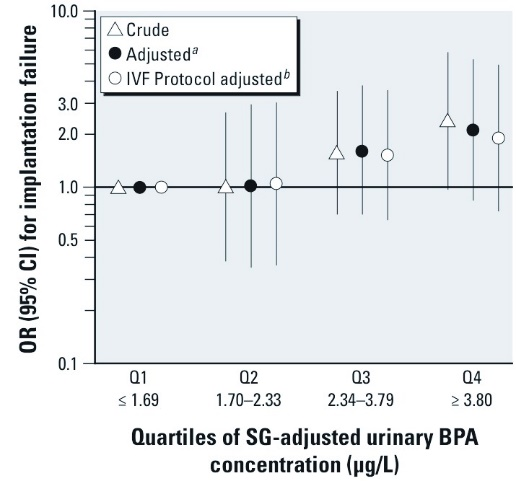 OR (95% CI) for implantation failure
10.0
3.0
2.0
1.0
0.5
0.1
Crude
Adjustedᵃ
IVF Protocol adjustedᵇ
Q1 Q2 Q3 Q4
≤ 1.69 1.70–2.33 2.34–3.79 ≥ 3.80
Quartiles of SG-adjusted urinary BPA
concentration (µg/L)